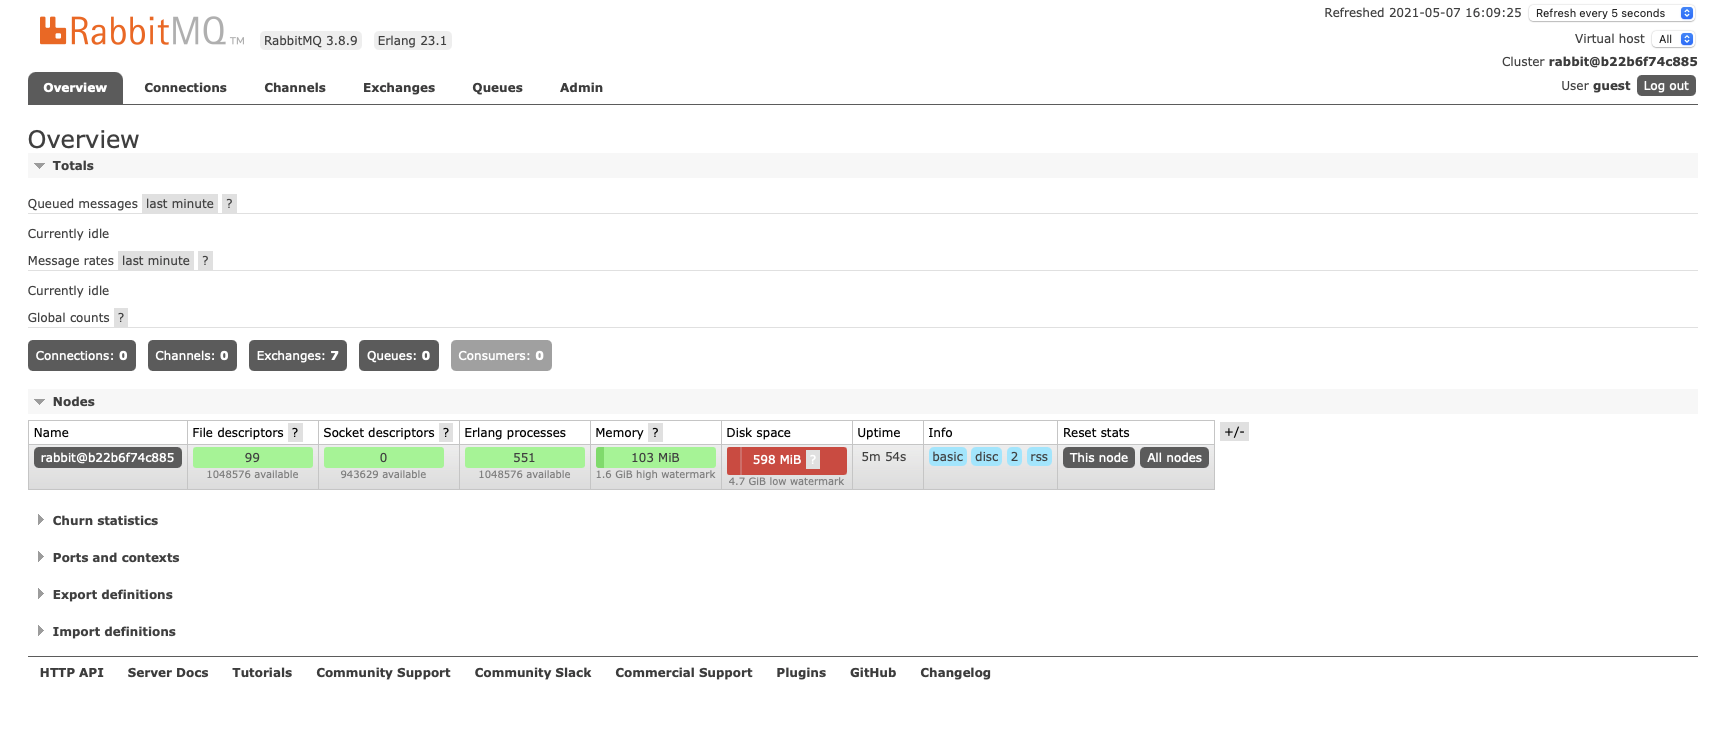 RabbitMQ TM RabbitMQ 3.8.9 Erlang 23.1
Refreshed 2021-05-07 16:09:25 Refresh every 5 seconds
Virtual host All
Cluster rabbit@b22b6f74c885
User guest Log out
Overview Connections Channels Exchanges Queues Admin
Overview
Totals
Queued messages last minute ?
Currently idle
Message rates last minute ?
Currently idle
Global counts ?
Connections: 0 Channels: 0 Exchanges: 7 Queues: 0 Consumers: 0
Nodes
Name File descriptors ? Socket descriptors ? Erlang processes Memory ? Disk space Uptime Info Reset stats +/-
rabbit@b22b6f74c885 99 0 551 103 MiB 598 MiB ? 5m 54s basic disc 2 rss This node All nodes
1048576 available 943629 available 1048576 available 1.6 GiB high watermark 4.7 GiB low watermark
Churn statistics
Ports and contexts
Export definitions
Import definitions
HTTP API Server Docs Tutorials Community Support Community Slack Commercial Support Plugins GitHub Changelog